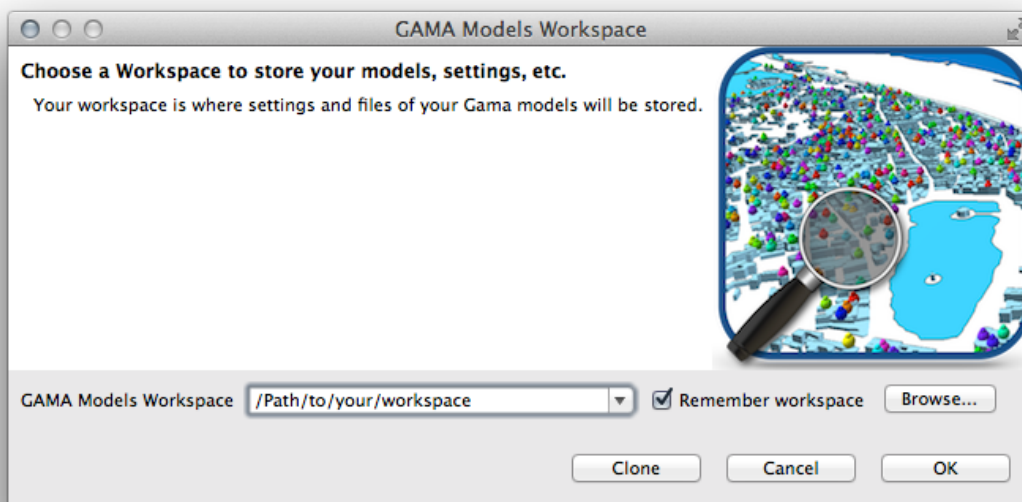 GAMA Models Workspace
Choose a Workspace to store your models, settings, etc.
Your workspace is where settings and files of your Gama models will be stored.
GAMA Models Workspace /Path/to/your/workspace Remember workspace Browse...
Clone Cancel OK